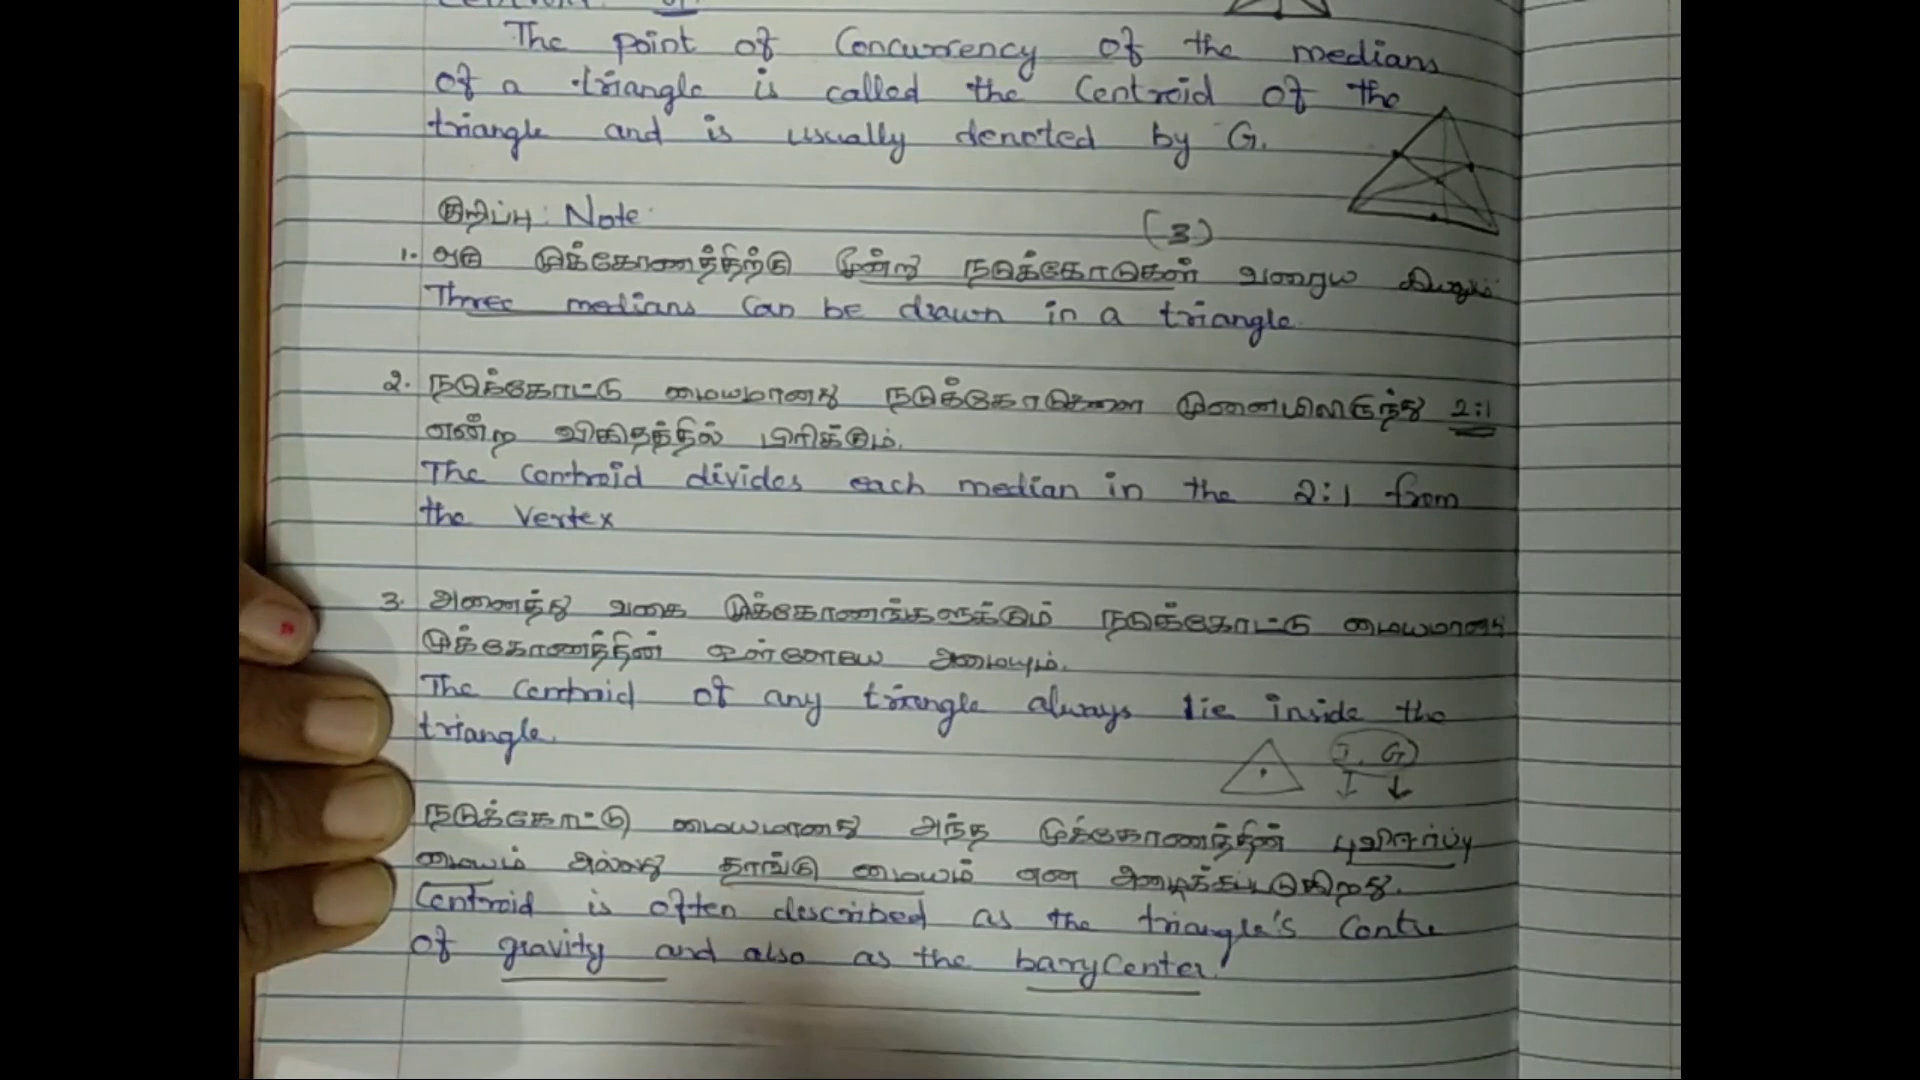 The point of Concurrency of the medians
of a triangle is called the Centroid of the
triangle and is usually denoted by G.
குறிப்பு : Note
(3)
1. ஒரு முக்கோணத்திற்கு மூன்று நடுக்கோடுகள் வரைய இயலும்
Three medians Can be drawn in a triangle.
2. நடுக்கோட்டு மையமானது நடுக்கோடுகளை முனையிலிருந்து 2:1
என்ற விகிதத்தில் பிரிக்கும்.
The Centroid divides each median in the 2:1 from
the Vertex
3. அனைத்து வகை முக்கோணங்களுக்கும் நடுக்கோட்டு மையமானது
முக்கோணத்தின் உள்ளேயே அமையும்.
The Centroid of any triangle always lie inside the
triangle.
I, G
நடுக்கோட்டு மையமானது அந்த முக்கோணத்தின் புவிஈர்ப்பு
மையம் அல்லது தாங்கு மையம் என அழைக்கப்படுகிறது.
Centroid is often described as the triangle's Centre
of gravity and also as the baryCenter.